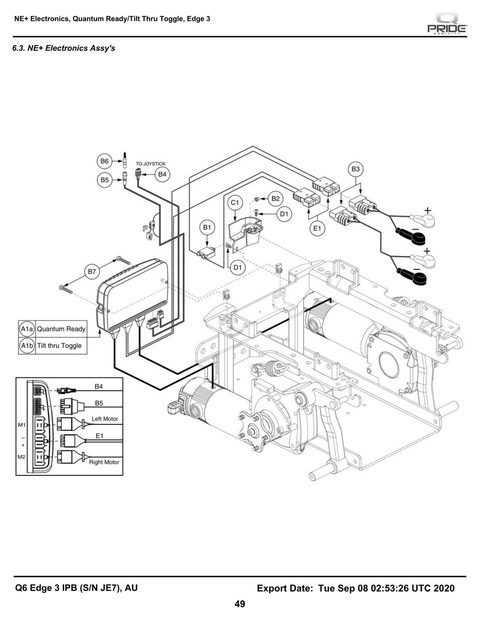 NE+ Electronics, Quantum Ready/Tilt Thru Toggle, Edge 3
PRIDE
6.3. NE+ Electronics Assy's
B6
TO JOYSTICK
B4
B5
B3
C1
B2
D1
B1
E1
+
−
+
−
D1
B7
A1a Quantum Ready
A1b Tilt thru Toggle
B4
B5
M1
Left Motor
−
E1
+
M2
Right Motor
Q6 Edge 3 IPB (S/N JE7), AU
Export Date: Tue Sep 08 02:53:26 UTC 2020
49